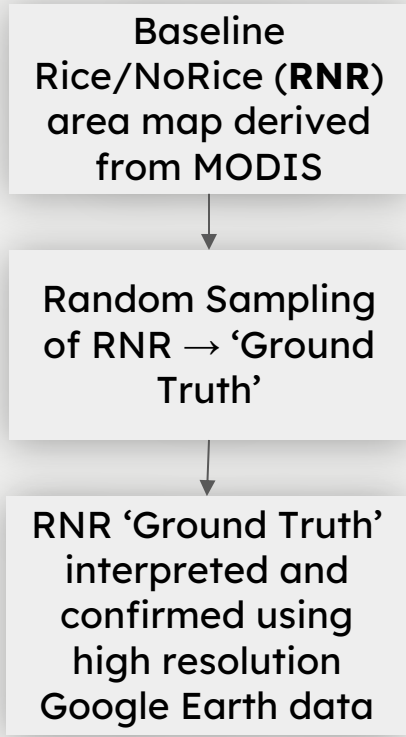 Baseline
Rice/NoRice (RNR)
area map derived
from MODIS
Random Sampling
of RNR → ‘Ground
Truth’
RNR ‘Ground Truth’
interpreted and
confirmed using
high resolution
Google Earth data